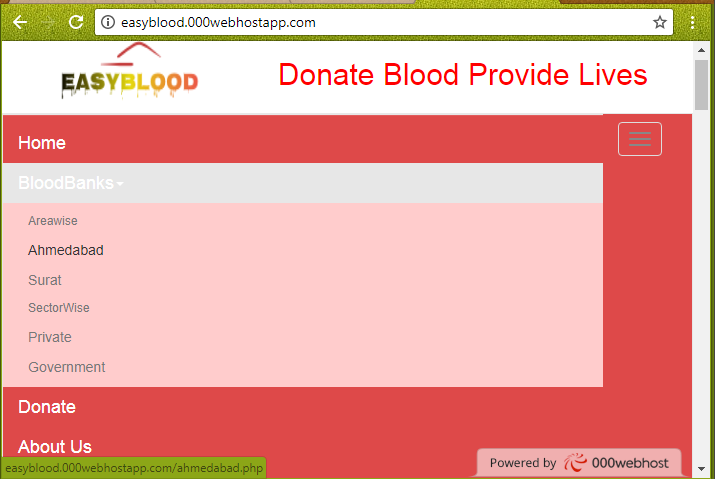 easyblood.000webhostapp.com
EASYBLOOD
Donate Blood Provide Lives
Home
BloodBanks
Areawise
Ahmedabad
Surat
SectorWise
Private
Government
Donate
About Us
easyblood.000webhostapp.com/ahmedabad.php
Powered by 000webhost